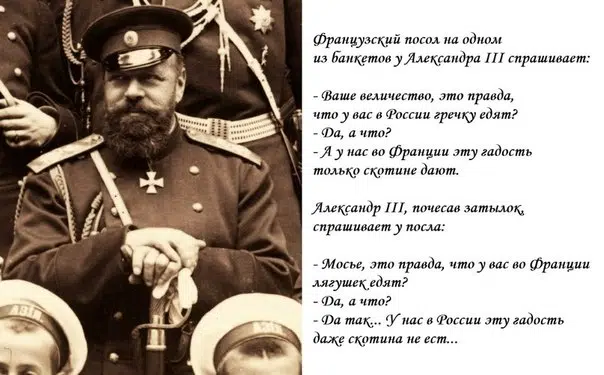 Французский посол на одном
из банкетов у Александра III спрашивает:
- Ваше величество, это правда,
что у вас в России гречку едят?
- Да, а что?
- А у нас во Франции эту гадость
только скотине дают.
Александр III, почесав затылок,
спрашивает у посла:
- Мосье, это правда, что у вас во Франции
лягушек едят?
- Да, а что?
- Да так... У нас в России эту гадость
даже скотина не ест...